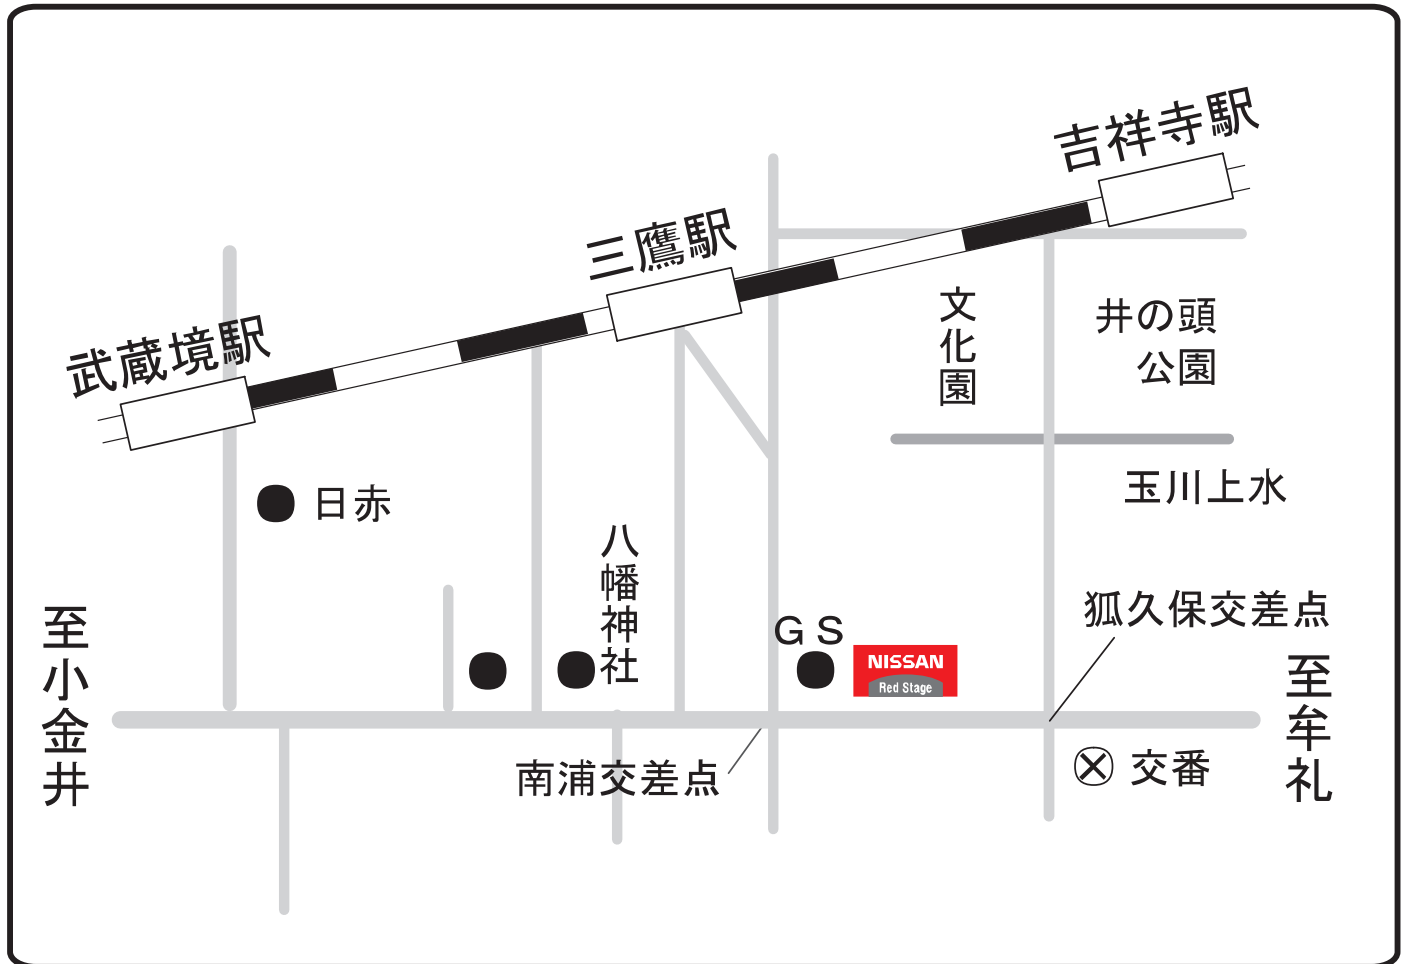 吉祥寺駅
三鷹駅
武蔵境駅
文化園
井の頭
公園
玉川上水
日赤
八幡神社
狐久保交差点
GS
NISSAN
Red Stage
至小金井
至牟礼
南浦交差点
交番